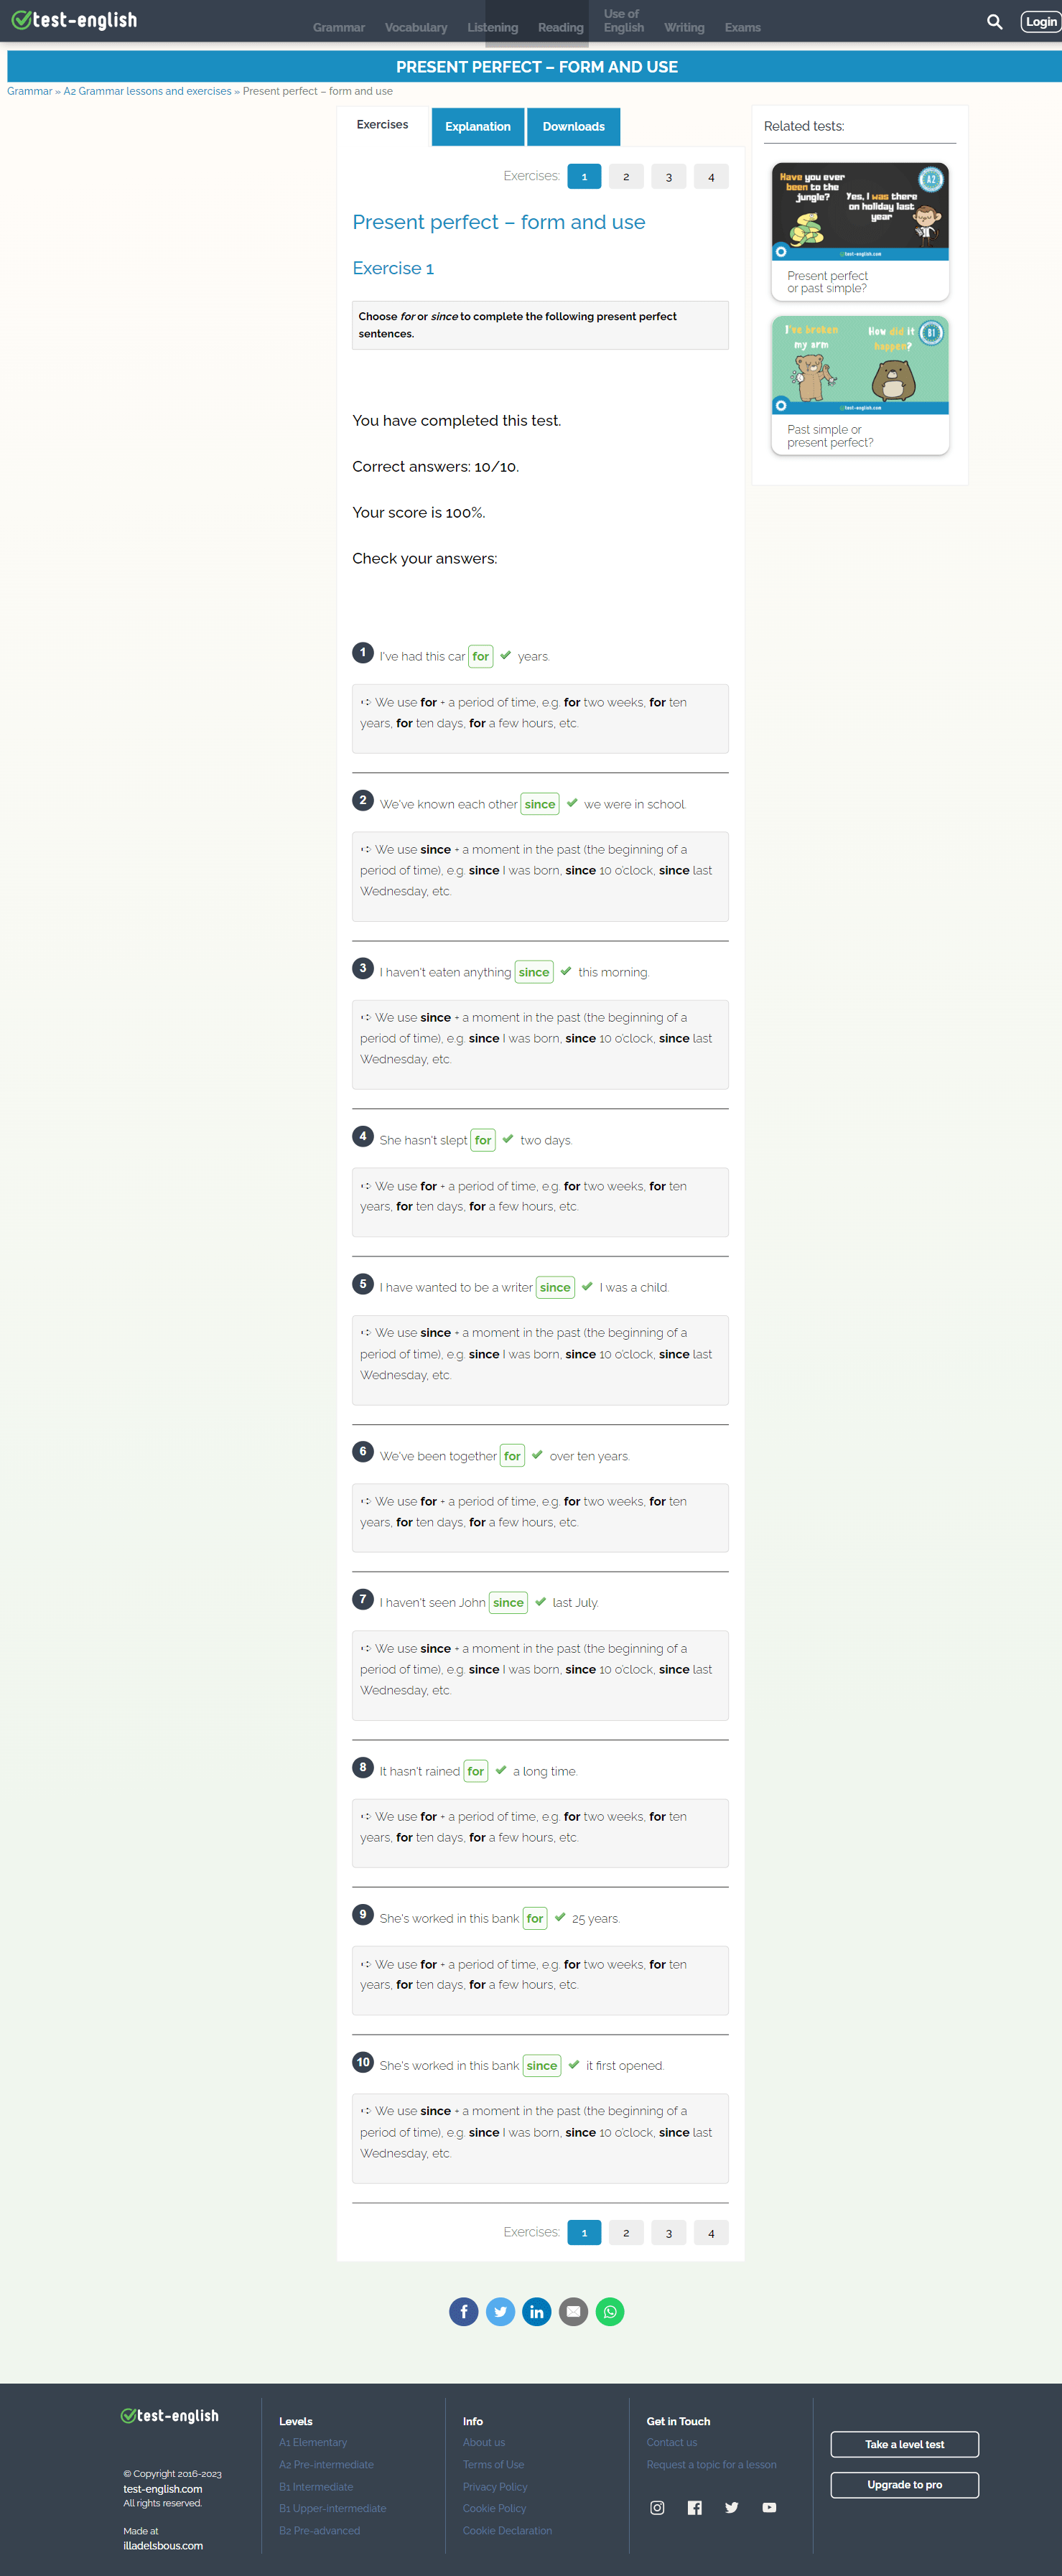 test-english
Grammar Vocabulary Listening Reading Use of English Writing Exams
Login
PRESENT PERFECT – FORM AND USE
Grammar » A2 Grammar lessons and exercises » Present perfect – form and use
Exercises Explanation Downloads
Exercises: 1 2 3 4
Present perfect – form and use
Exercise 1
Choose for or since to complete the following present perfect
sentences.
You have completed this test.
Correct answers: 10/10.
Your score is 100%.
Check your answers:
1 I've had this car for years.
We use for + a period of time, e.g. for two weeks, for ten
years, for ten days, for a few hours, etc.
2 We've known each other since we were in school.
We use since + a moment in the past (the beginning of a
period of time), e.g. since I was born, since 10 o'clock, since last
Wednesday, etc.
3 I haven't eaten anything since this morning.
We use since + a moment in the past (the beginning of a
period of time), e.g. since I was born, since 10 o'clock, since last
Wednesday, etc.
4 She hasn't slept for two days.
We use for + a period of time, e.g. for two weeks, for ten
years, for ten days, for a few hours, etc.
5 I have wanted to be a writer since I was a child.
We use since + a moment in the past (the beginning of a
period of time), e.g. since I was born, since 10 o'clock, since last
Wednesday, etc.
6 We've been together for over ten years.
We use for + a period of time, e.g. for two weeks, for ten
years, for ten days, for a few hours, etc.
7 I haven't seen John since last July.
We use since + a moment in the past (the beginning of a
period of time), e.g. since I was born, since 10 o'clock, since last
Wednesday, etc.
8 It hasn't rained for a long time.
We use for + a period of time, e.g. for two weeks, for ten
years, for ten days, for a few hours, etc.
9 She's worked in this bank for 25 years.
We use for + a period of time, e.g. for two weeks, for ten
years, for ten days, for a few hours, etc.
10 She's worked in this bank since it first opened.
We use since + a moment in the past (the beginning of a
period of time), e.g. since I was born, since 10 o'clock, since last
Wednesday, etc.
Exercises: 1 2 3 4
Related tests:
Have you ever
been to the
jungle?
Yes, I was there
on holiday last
year
A2
test-english.com
Present perfect
or past simple?
I've broken
my arm
How did it
happen?
B1
test-english.com
Past simple or
present perfect?
test-english
© Copyright 2016-2023
test-english.com
All rights reserved.
Made at
illadelsbous.com
Levels
A1 Elementary
A2 Pre-intermediate
B1 Intermediate
B1 Upper-intermediate
B2 Pre-advanced
Info
About us
Terms of Use
Privacy Policy
Cookie Policy
Cookie Declaration
Get in Touch
Contact us
Request a topic for a lesson
Take a level test
Upgrade to pro